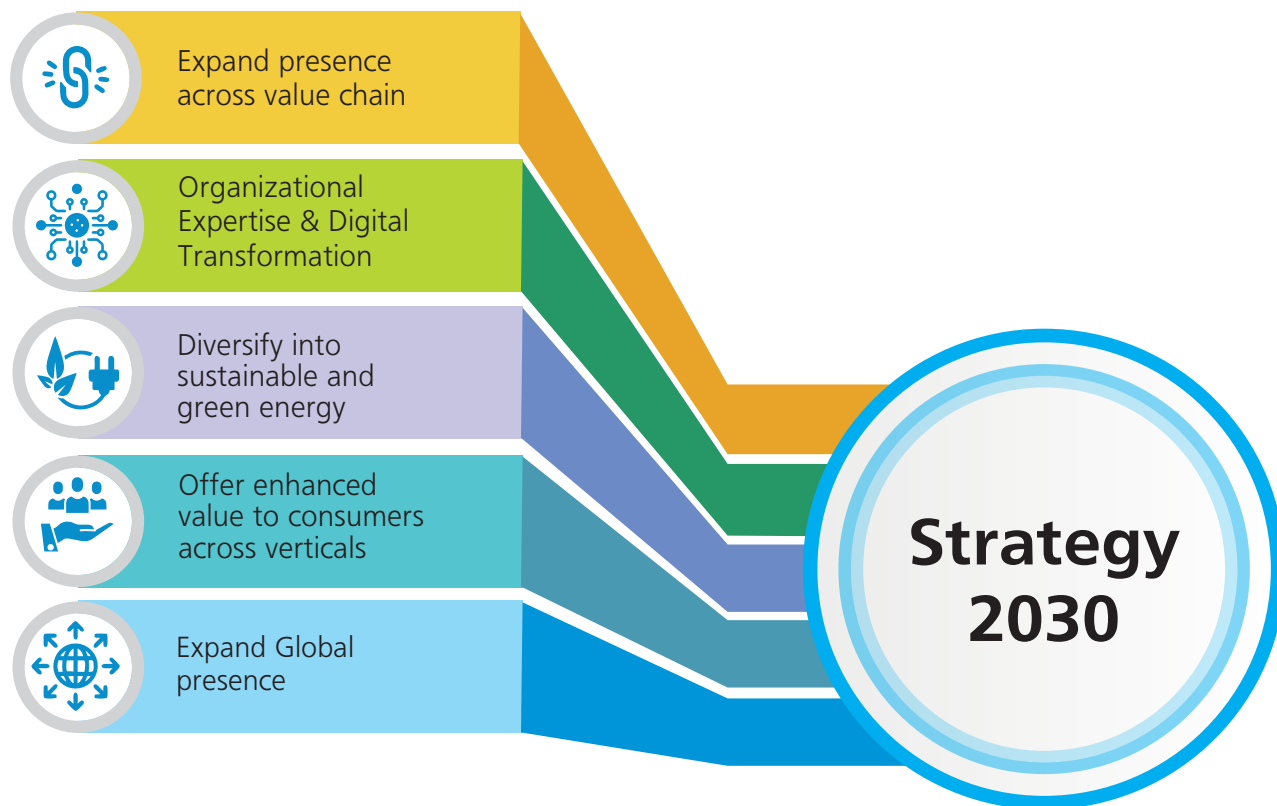 Expand presence
across value chain
Organizational
Expertise & Digital
Transformation
Diversify into
sustainable and
green energy
Offer enhanced
value to consumers
across verticals
Expand Global
presence
Strategy
2030